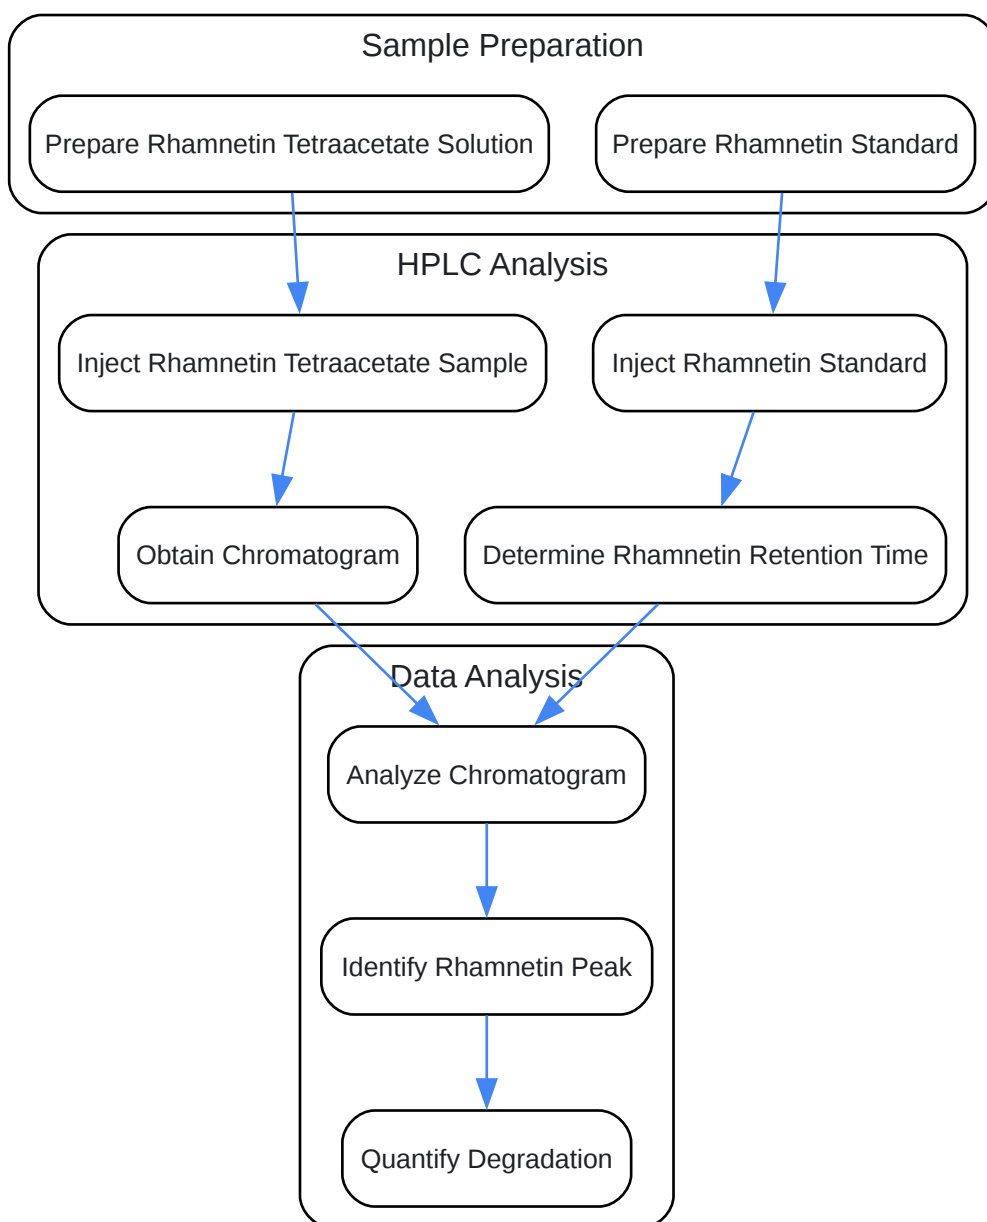 Sample Preparation
Prepare Rhamnetin Tetraacetate Solution
Prepare Rhamnetin Standard
HPLC Analysis
Inject Rhamnetin Tetraacetate Sample
Inject Rhamnetin Standard
Obtain Chromatogram
Determine Rhamnetin Retention Time
Data Analysis
Analyze Chromatogram
Identify Rhamnetin Peak
Quantify Degradation